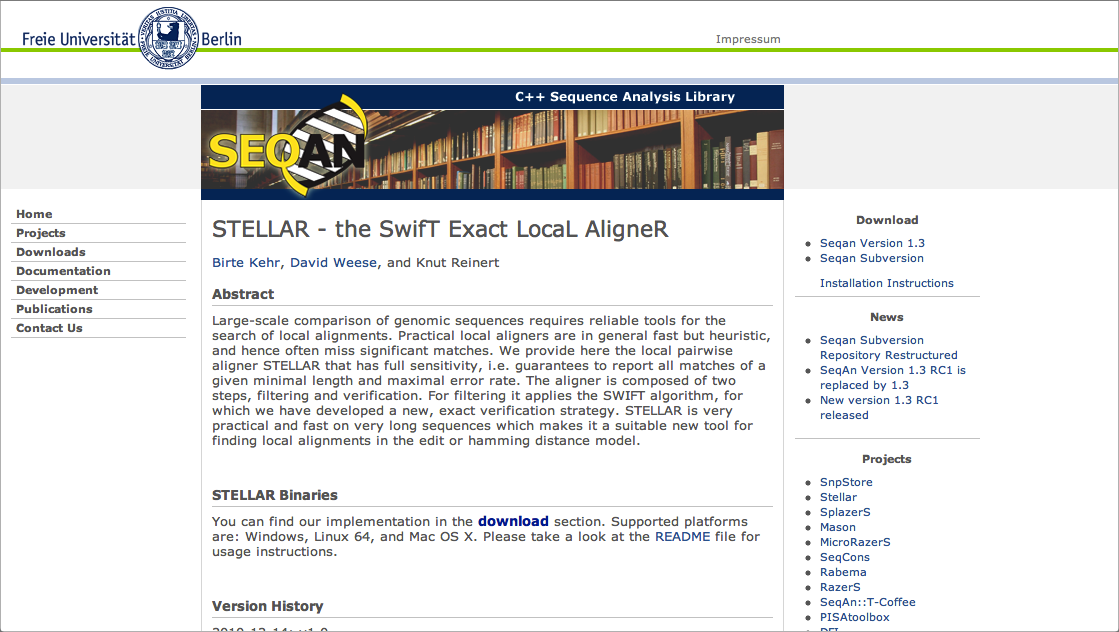 Freie Universität Berlin
Impressum
C++ Sequence Analysis Library
SEQAN
Home
Projects
Downloads
Documentation
Development
Publications
Contact Us
STELLAR - the SwifT Exact LocaL AligneR
Birte Kehr, David Weese, and Knut Reinert
Abstract
Large-scale comparison of genomic sequences requires reliable tools for the
search of local alignments. Practical local aligners are in general fast but heuristic,
and hence often miss significant matches. We provide here the local pairwise
aligner STELLAR that has full sensitivity, i.e. guarantees to report all matches of a
given minimal length and maximal error rate. The aligner is composed of two
steps, filtering and verification. For filtering it applies the SWIFT algorithm, for
which we have developed a new, exact verification strategy. STELLAR is very
practical and fast on very long sequences which makes it a suitable new tool for
finding local alignments in the edit or hamming distance model.
STELLAR Binaries
You can find our implementation in the download section. Supported platforms
are: Windows, Linux 64, and Mac OS X. Please take a look at the README file for
usage instructions.
Version History
Download
Seqan Version 1.3
Seqan Subversion
Installation Instructions
News
Seqan Subversion
Repository Restructured
SeqAn Version 1.3 RC1 is
replaced by 1.3
New version 1.3 RC1
released
Projects
SnpStore
Stellar
SplazerS
Mason
MicroRazerS
SeqCons
Rabema
RazerS
SeqAn::T-Coffee
PISAtoolbox